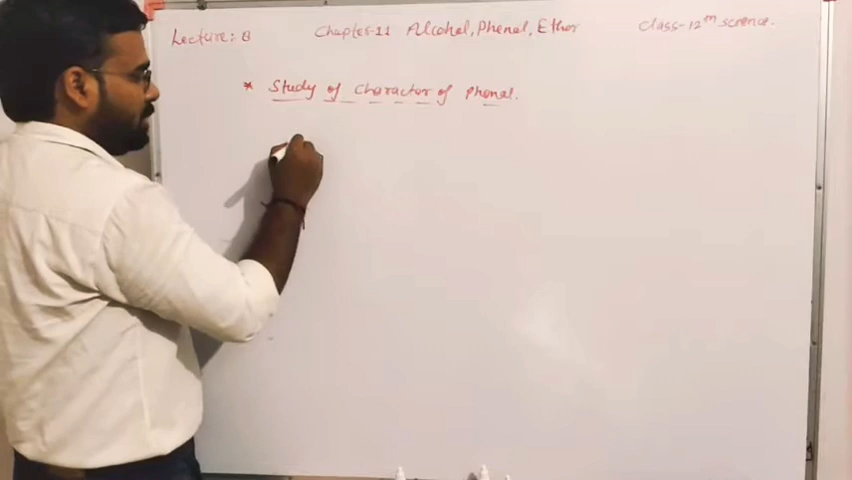 Lecture: 8 Chapter-11 Alcohol, Phenol, Ether Class-12th science.
* Study of Character of Phenol.